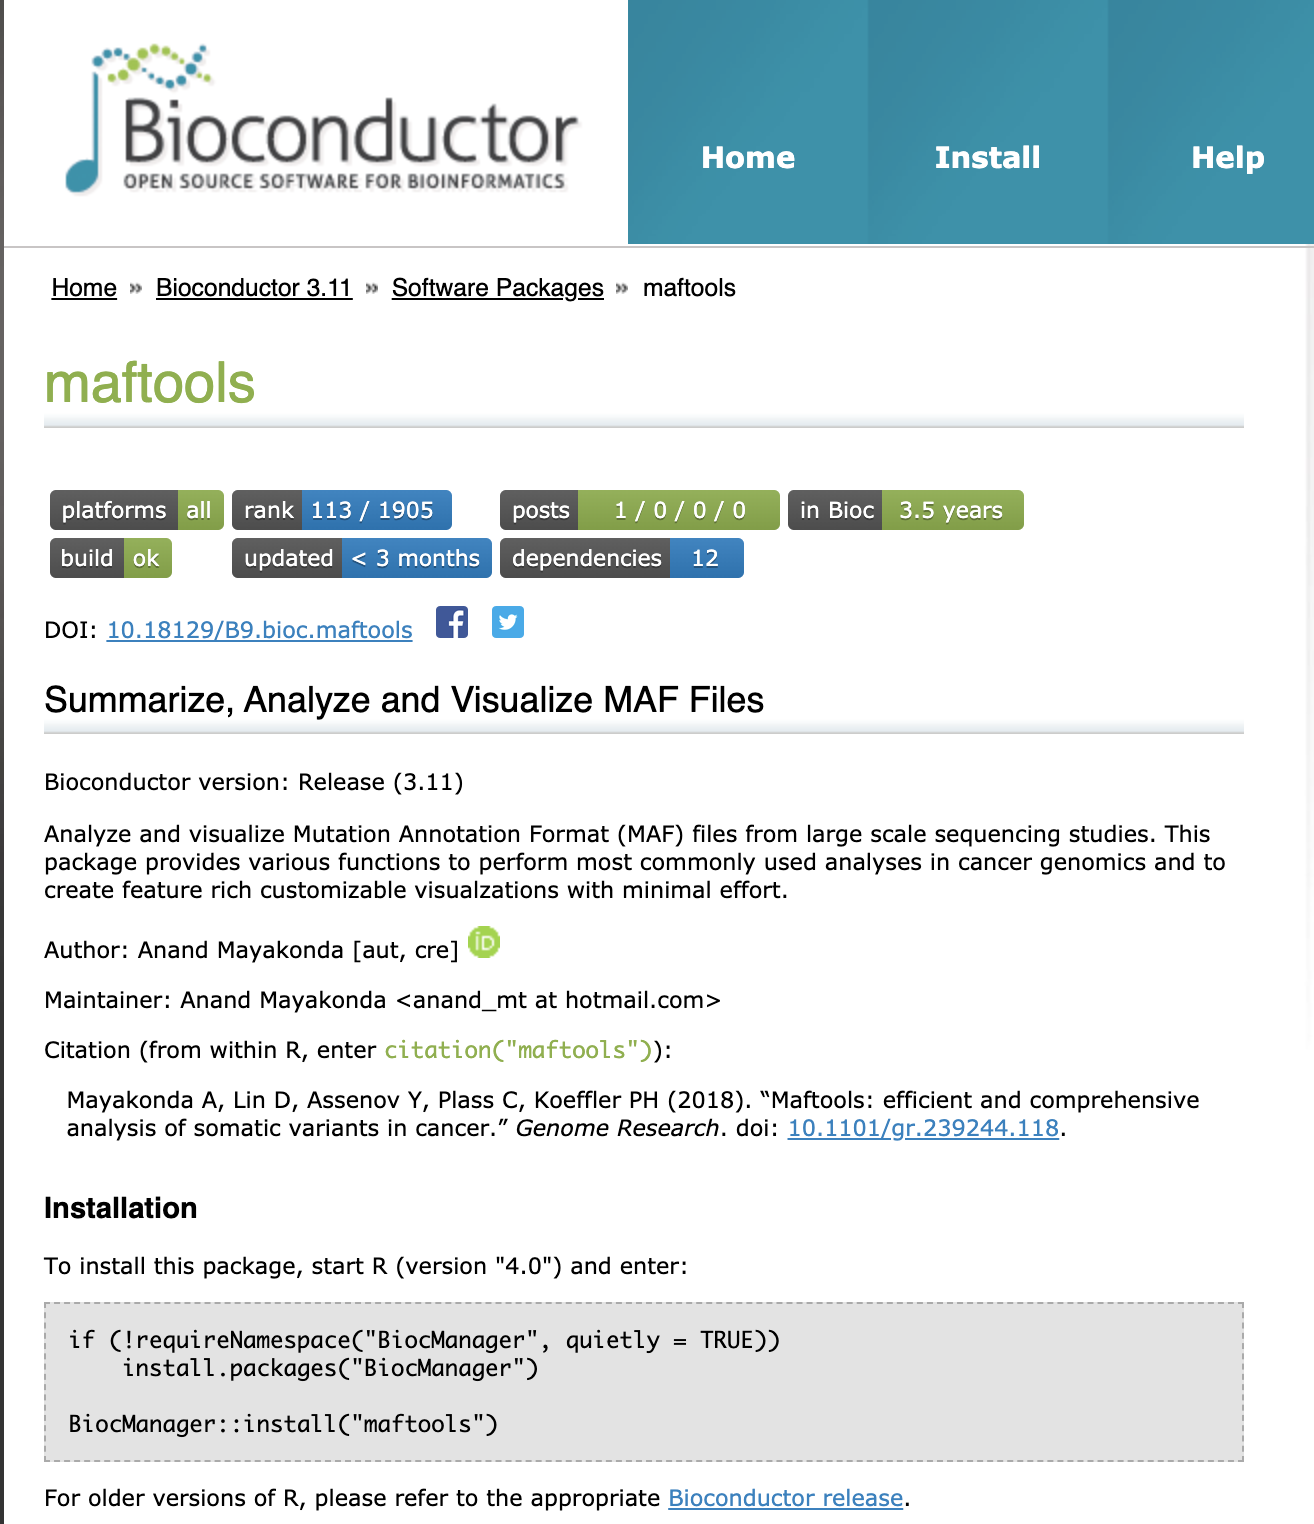 Bioconductor
OPEN SOURCE SOFTWARE FOR BIOINFORMATICS
Home Install Help
Home » Bioconductor 3.11 » Software Packages » maftools
maftools
platforms all rank 113 / 1905 posts 1 / 0 / 0 / 0 in Bioc 3.5 years
build ok updated < 3 months dependencies 12
DOI: 10.18129/B9.bioc.maftools
Summarize, Analyze and Visualize MAF Files
Bioconductor version: Release (3.11)
Analyze and visualize Mutation Annotation Format (MAF) files from large scale sequencing studies. This
package provides various functions to perform most commonly used analyses in cancer genomics and to
create feature rich customizable visualzations with minimal effort.
Author: Anand Mayakonda [aut, cre] iD
Maintainer: Anand Mayakonda <anand_mt at hotmail.com>
Citation (from within R, enter citation("maftools")):
Mayakonda A, Lin D, Assenov Y, Plass C, Koeffler PH (2018). “Maftools: efficient and comprehensive
analysis of somatic variants in cancer.” Genome Research. doi: 10.1101/gr.239244.118.
Installation
To install this package, start R (version "4.0") and enter:
if (!requireNamespace("BiocManager", quietly = TRUE))
    install.packages("BiocManager")
BiocManager::install("maftools")
For older versions of R, please refer to the appropriate Bioconductor release.